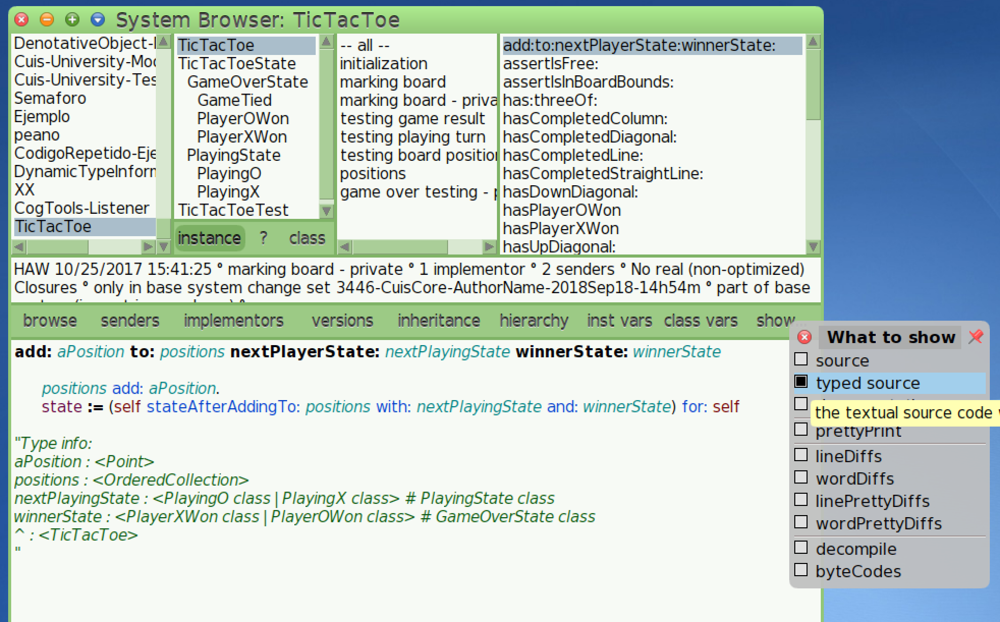 System Browser: TicTacToe
DenotativeObject-
Cuis-University-Mod
Cuis-University-Tes
Semaforo
Ejemplo
peano
CodigoRepetido-Eje
DynamicTypeInform
XX
CogTools-Listener
TicTacToe
TicTacToe
TicTacToeState
GameOverState
GameTied
PlayerOWon
PlayerXWon
PlayingState
PlayingO
PlayingX
TicTacToeTest
instance ? class
-- all --
initialization
marking board
marking board - priva
testing game result
testing playing turn
testing board position
positions
game over testing - p
add:to:nextPlayerState:winnerState:
assertIsFree:
assertIsInBoardBounds:
has:threeOf:
hasCompletedColumn:
hasCompletedDiagonal:
hasCompletedLine:
hasCompletedStraightLine:
hasDownDiagonal:
hasPlayerOWon
hasPlayerXWon
hasUpDiagonal:
HAW 10/25/2017 15:41:25 ° marking board - private ° 1 implementor ° 2 senders ° No real (non-optimized)
Closures ° only in base system change set 3446-CuisCore-AuthorName-2018Sep18-14h54m ° part of base
browse senders implementors versions inheritance hierarchy inst vars class vars show...
add: aPosition to: positions nextPlayerState: nextPlayingState winnerState: winnerState
positions add: aPosition.
state := (self stateAfterAddingTo: positions with: nextPlayingState and: winnerState) for: self
"Type info:
aPosition : <Point>
positions : <OrderedCollection>
nextPlayingState : <PlayingO class | PlayingX class> # PlayingState class
winnerState : <PlayerXWon class | PlayerOWon class> # GameOverState class
^ : <TicTacToe>
"
What to show
source
typed source
the textual source code
prettyPrint
lineDiffs
wordDiffs
linePrettyDiffs
wordPrettyDiffs
decompile
byteCodes